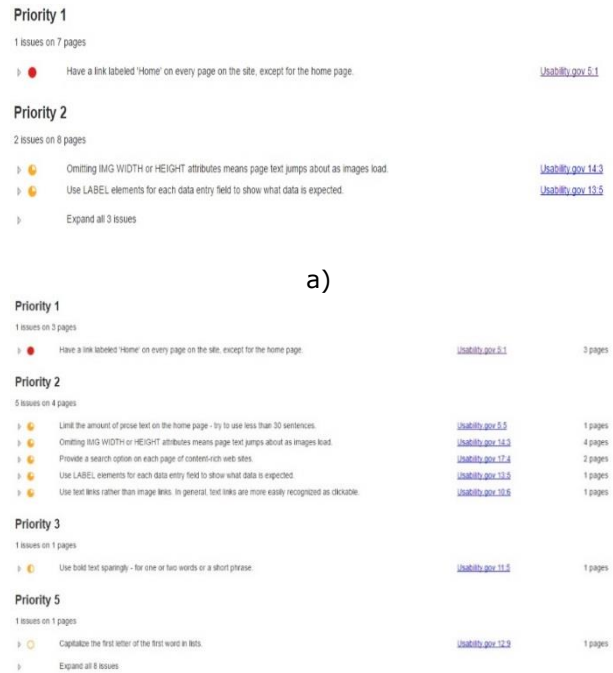 Priority 1
1 issues on 7 pages
Have a link labeled 'Home' on every page on the site, except for the home page. Usability.gov 5:1
Priority 2
2 issues on 8 pages
Omitting IMG WIDTH or HEIGHT attributes means page text jumps about as images load. Usability.gov 14:3
Use LABEL elements for each data entry field to show what data is expected. Usability.gov 13:5
Expand all 3 issues
a)
Priority 1
1 issues on 3 pages
Have a link labeled 'Home' on every page on the site, except for the home page. Usability.gov 5:1 3 pages
Priority 2
5 issues on 4 pages
Limit the amount of prose text on the home page - try to use less than 30 sentences. Usability.gov 5:5 1 pages
Omitting IMG WIDTH or HEIGHT attributes means page text jumps about as images load. Usability.gov 14:3 4 pages
Provide a search option on each page of content-rich web sites. Usability.gov 17:4 2 pages
Use LABEL elements for each data entry field to show what data is expected. Usability.gov 13:5 1 pages
Use text links rather than image links. In general, text links are more easily recognized as clickable. Usability.gov 10:6 1 pages
Priority 3
1 issues on 1 pages
Use bold text sparingly - for one or two words or a short phrase. Usability.gov 11:5 1 pages
Priority 5
1 issues on 1 pages
Capitalize the first letter of the first word in lists. Usability.gov 12:9 1 pages
Expand all 8 issues